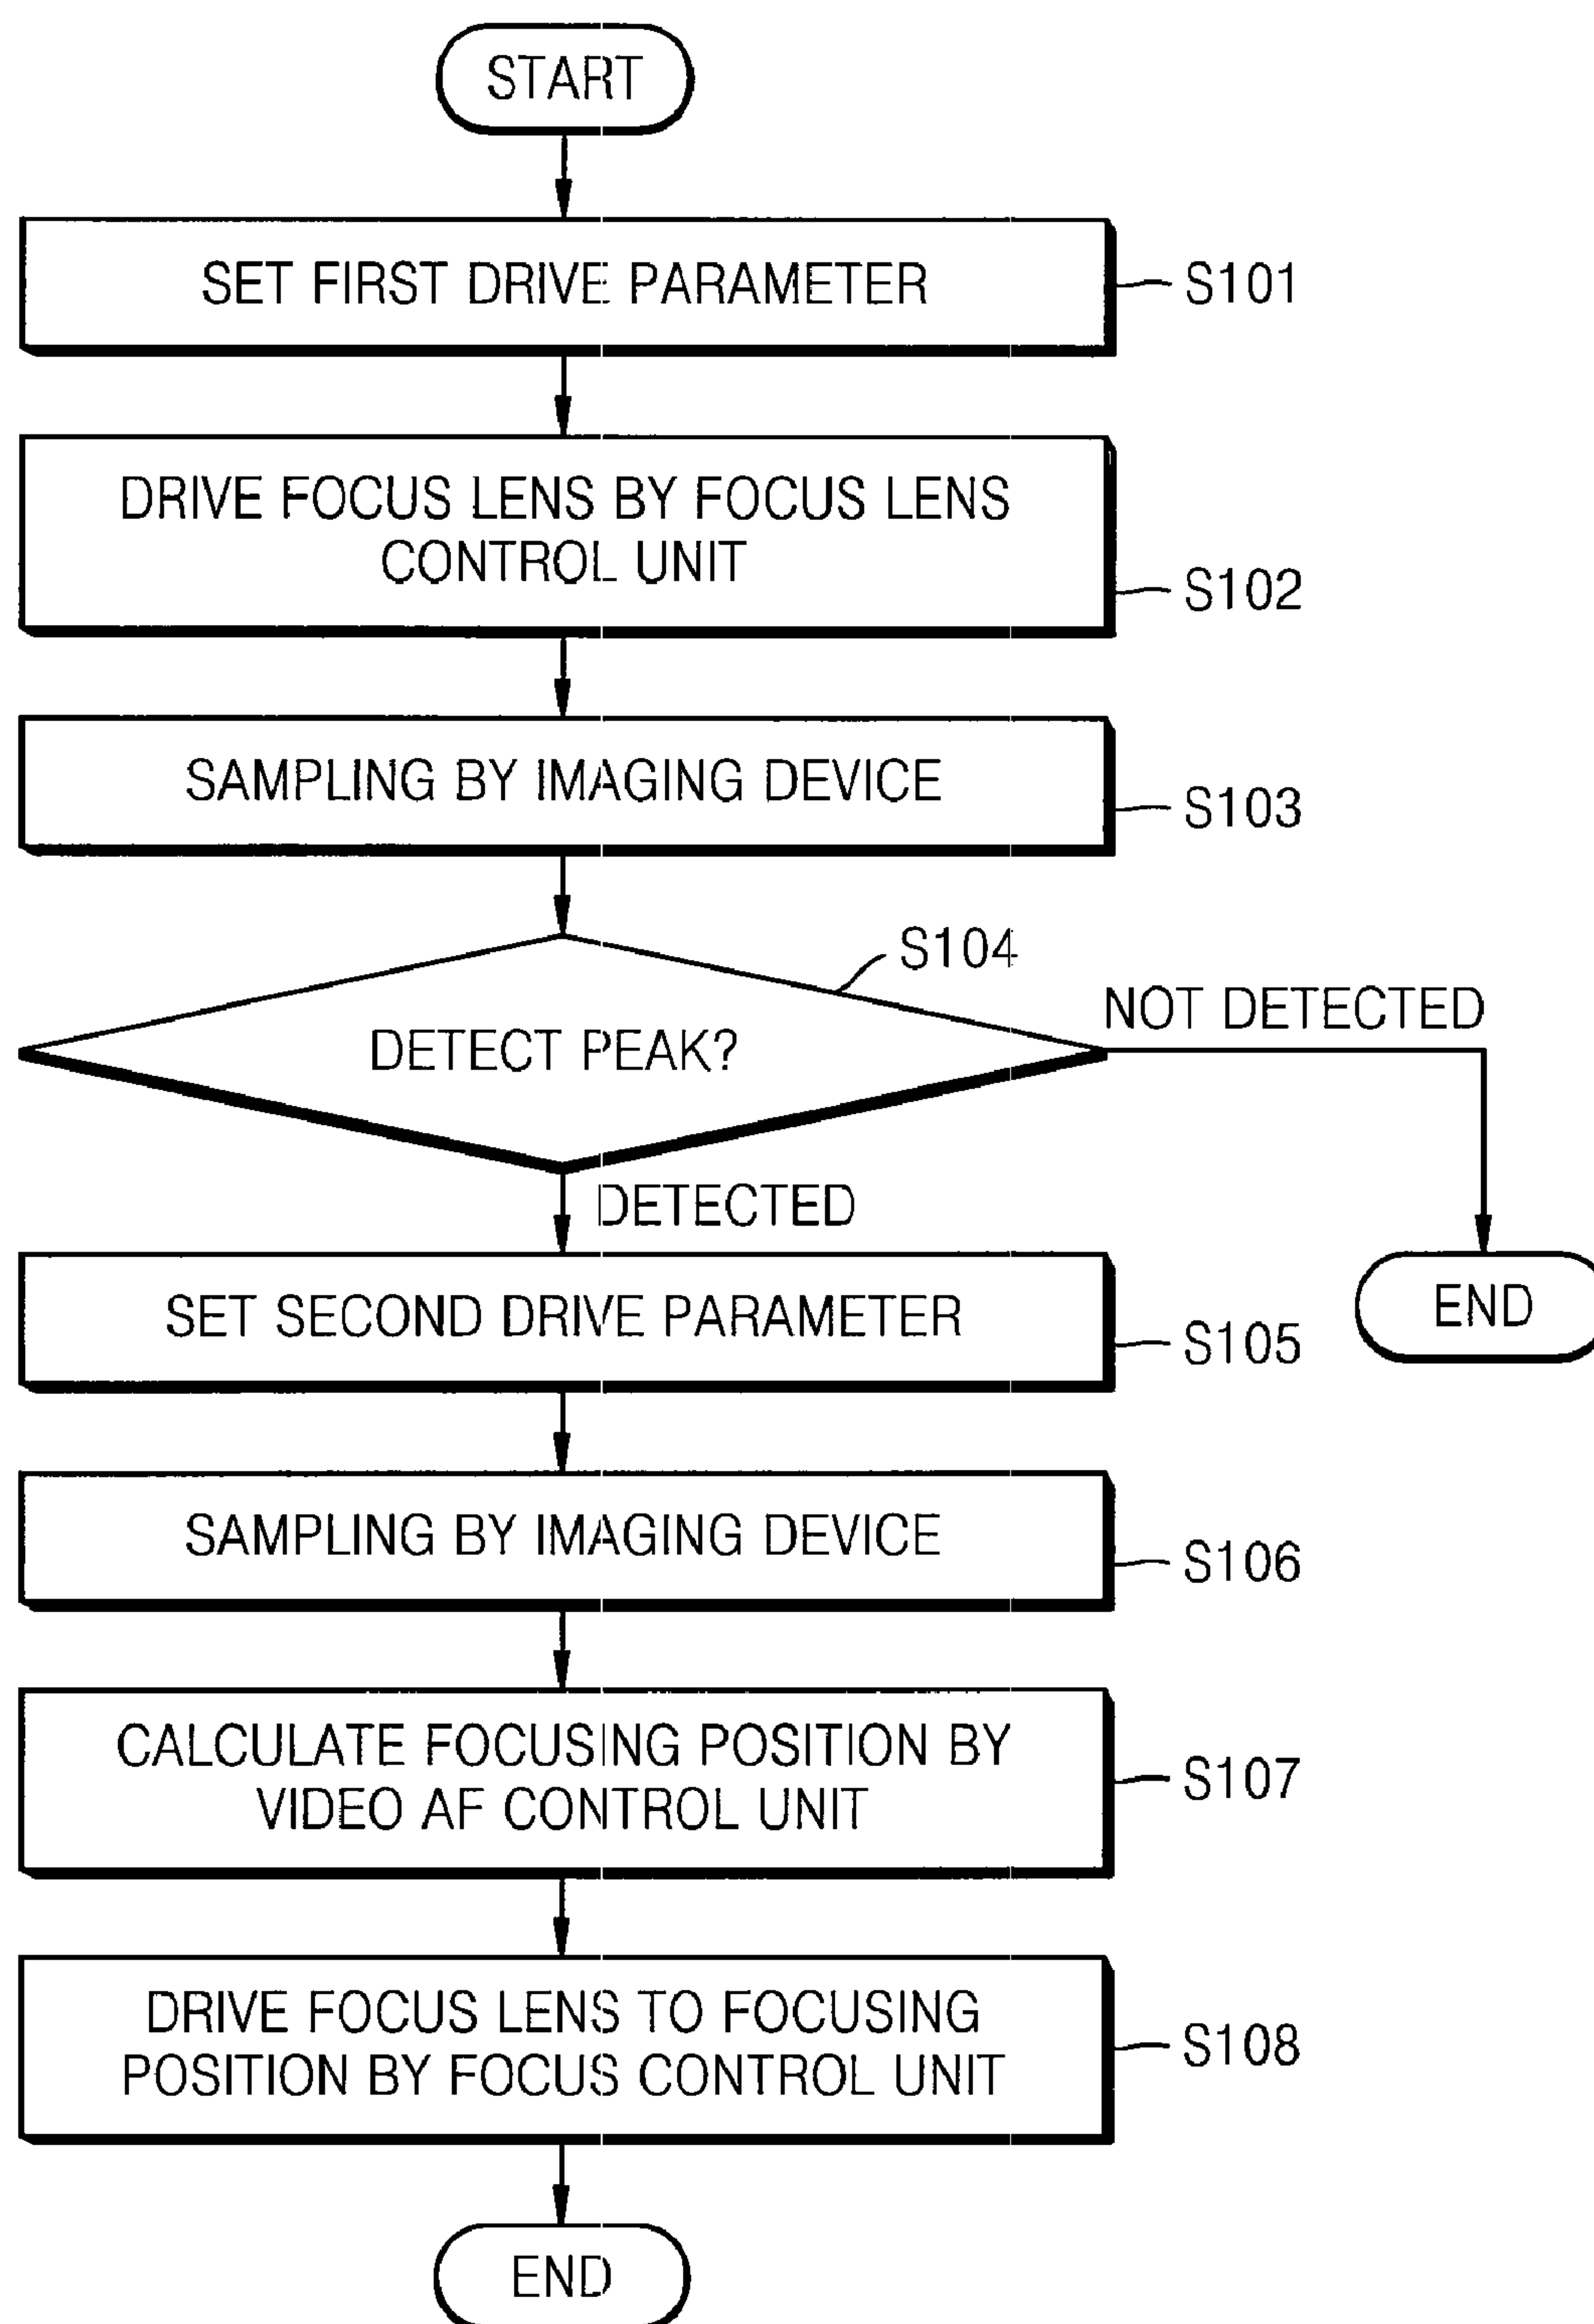 START
SET FIRST DRIVE PARAMETER
S101
DRIVE FOCUS LENS BY FOCUS LENS
CONTROL UNIT
S102
SAMPLING BY IMAGING DEVICE
S103
S104
DETECT PEAK?
NOT DETECTED
DETECTED
SET SECOND DRIVE PARAMETER
S105
END
SAMPLING BY IMAGING DEVICE
S106
CALCULATE FOCUSING POSITION BY
VIDEO AF CONTROL UNIT
S107
DRIVE FOCUS LENS TO FOCUSING
POSITION BY FOCUS CONTROL UNIT
S108
END